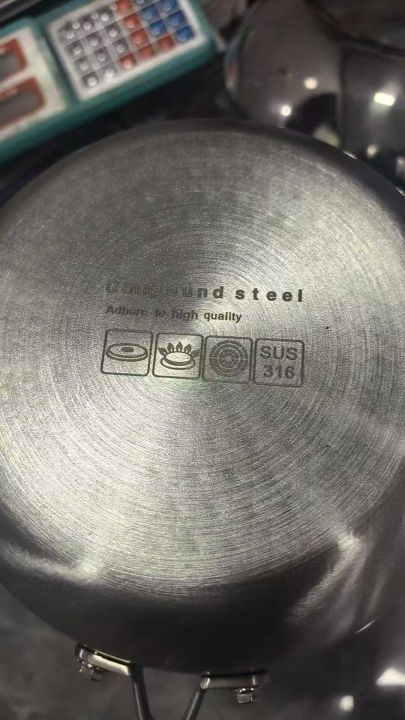 Compound steel
Adhere to high quality
SUS
316